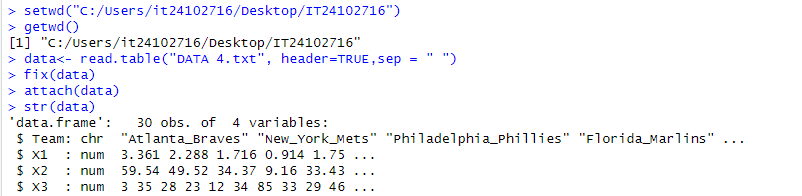 > setwd("C:/Users/it24102716/Desktop/IT24102716")
> getwd()
[1] "C:/Users/it24102716/Desktop/IT24102716"
> data<- read.table("DATA 4.txt", header=TRUE,sep = " ")
> fix(data)
> attach(data)
> str(data)
'data.frame':   30 obs. of  4 variables:
 $ Team: chr  "Atlanta_Braves" "New_York_Mets" "Philadelphia_Phillies" "Florida_Marlins" ...
 $ X1  : num  3.361 2.288 1.716 0.914 1.75 ...
 $ X2  : num  59.54 49.52 34.37 9.16 33.43 ...
 $ X3  : num  3 35 28 23 12 34 85 33 29 46 ...